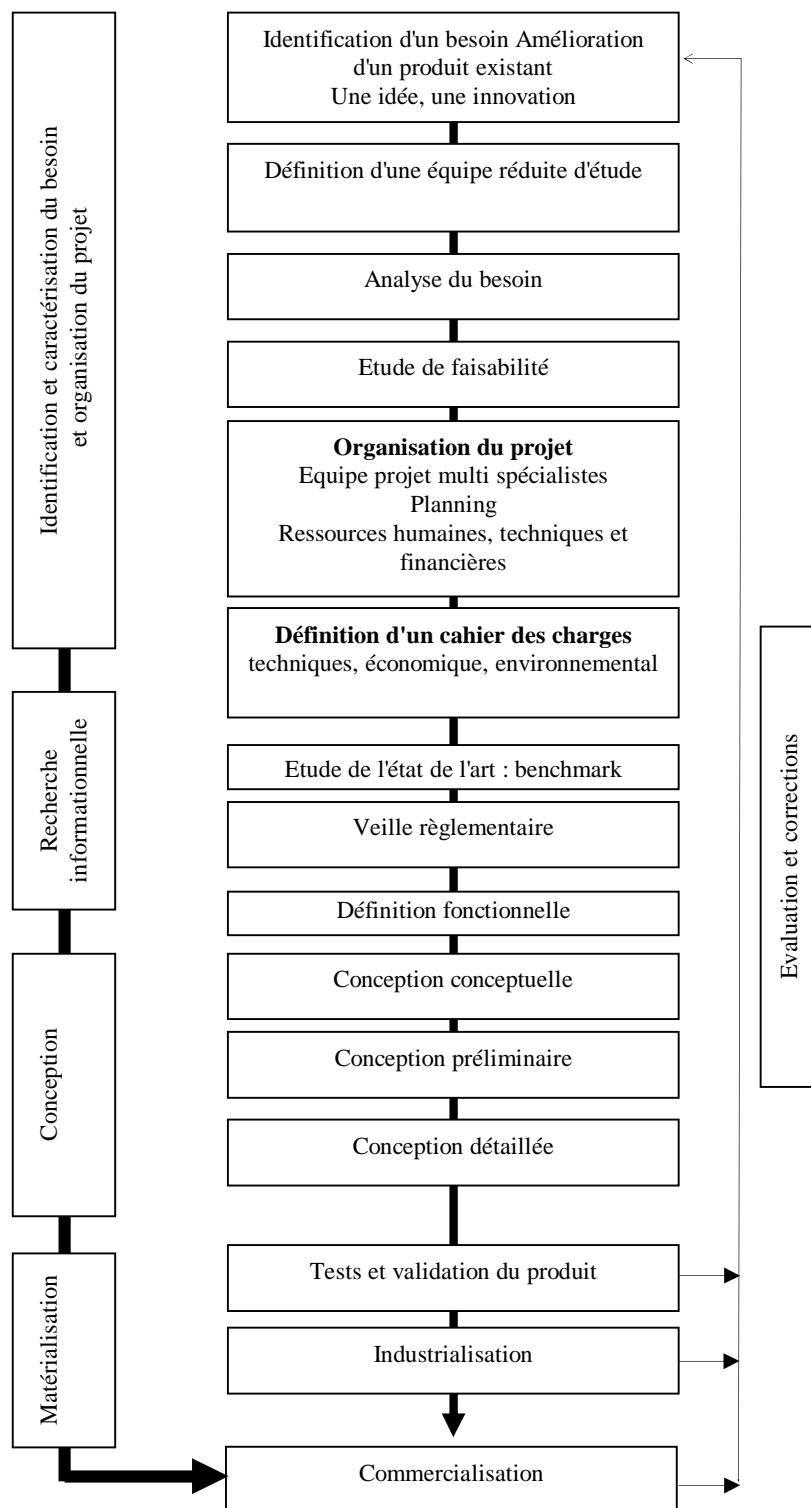 Identification et caractérisation du besoin
et organisation du projet
Recherche
informationnelle
Conception
Matérialisation
Identification d'un besoin Amélioration
d'un produit existant
Une idée, une innovation
Définition d'une équipe réduite d'étude
Analyse du besoin
Etude de faisabilité
Organisation du projet
Equipe projet multi spécialistes
Planning
Ressources humaines, techniques et
financières
Définition d'un cahier des charges
techniques, économique, environnemental
Etude de l'état de l'art : benchmark
Veille règlementaire
Définition fonctionnelle
Conception conceptuelle
Conception préliminaire
Conception détaillée
Tests et validation du produit
Industrialisation
Commercialisation
Evaluation et corrections